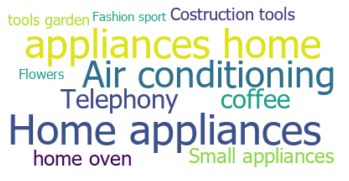 tools garden
Fashion sport
Costruction tools
appliances home
Flowers
Air conditioning
Telephony
coffee
Home appliances
home oven
Small appliances